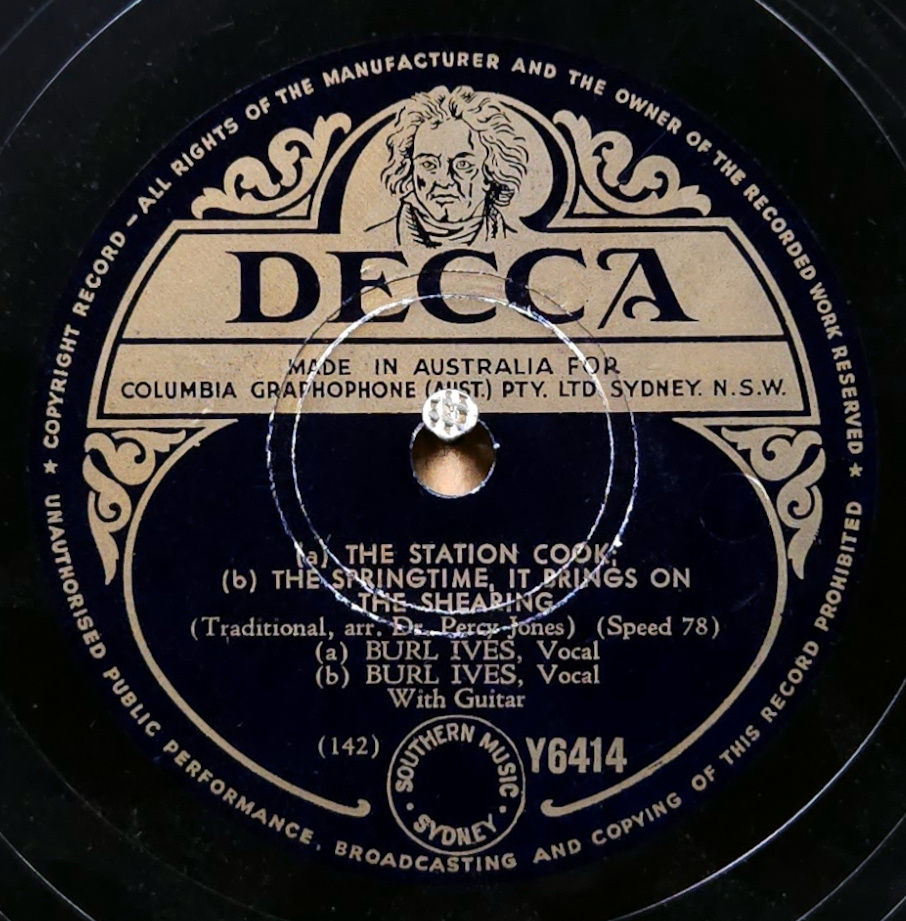 ★ COPYRIGHT RECORD - ALL RIGHTS OF THE MANUFACTURER AND THE OWNER OF THE RECORDED WORK RESERVED ★
DECCA
MADE IN AUSTRALIA FOR
COLUMBIA GRAPHOPHONE (AUST.) PTY. LTD SYDNEY. N.S.W.
(a) THE STATION COOK;
(b) THE SPRINGTIME, IT BRINGS ON
THE SHEARING
(Traditional, arr. Dr. Percy Jones) (Speed 78)
(a) BURL IVES, Vocal
(b) BURL IVES, Vocal
With Guitar
(142)
SOUTHERN MUSIC
· SYDNEY ·
Y6414
UNAUTHORISED PUBLIC PERFORMANCE, BROADCASTING AND COPYING OF THIS RECORD PROHIBITED